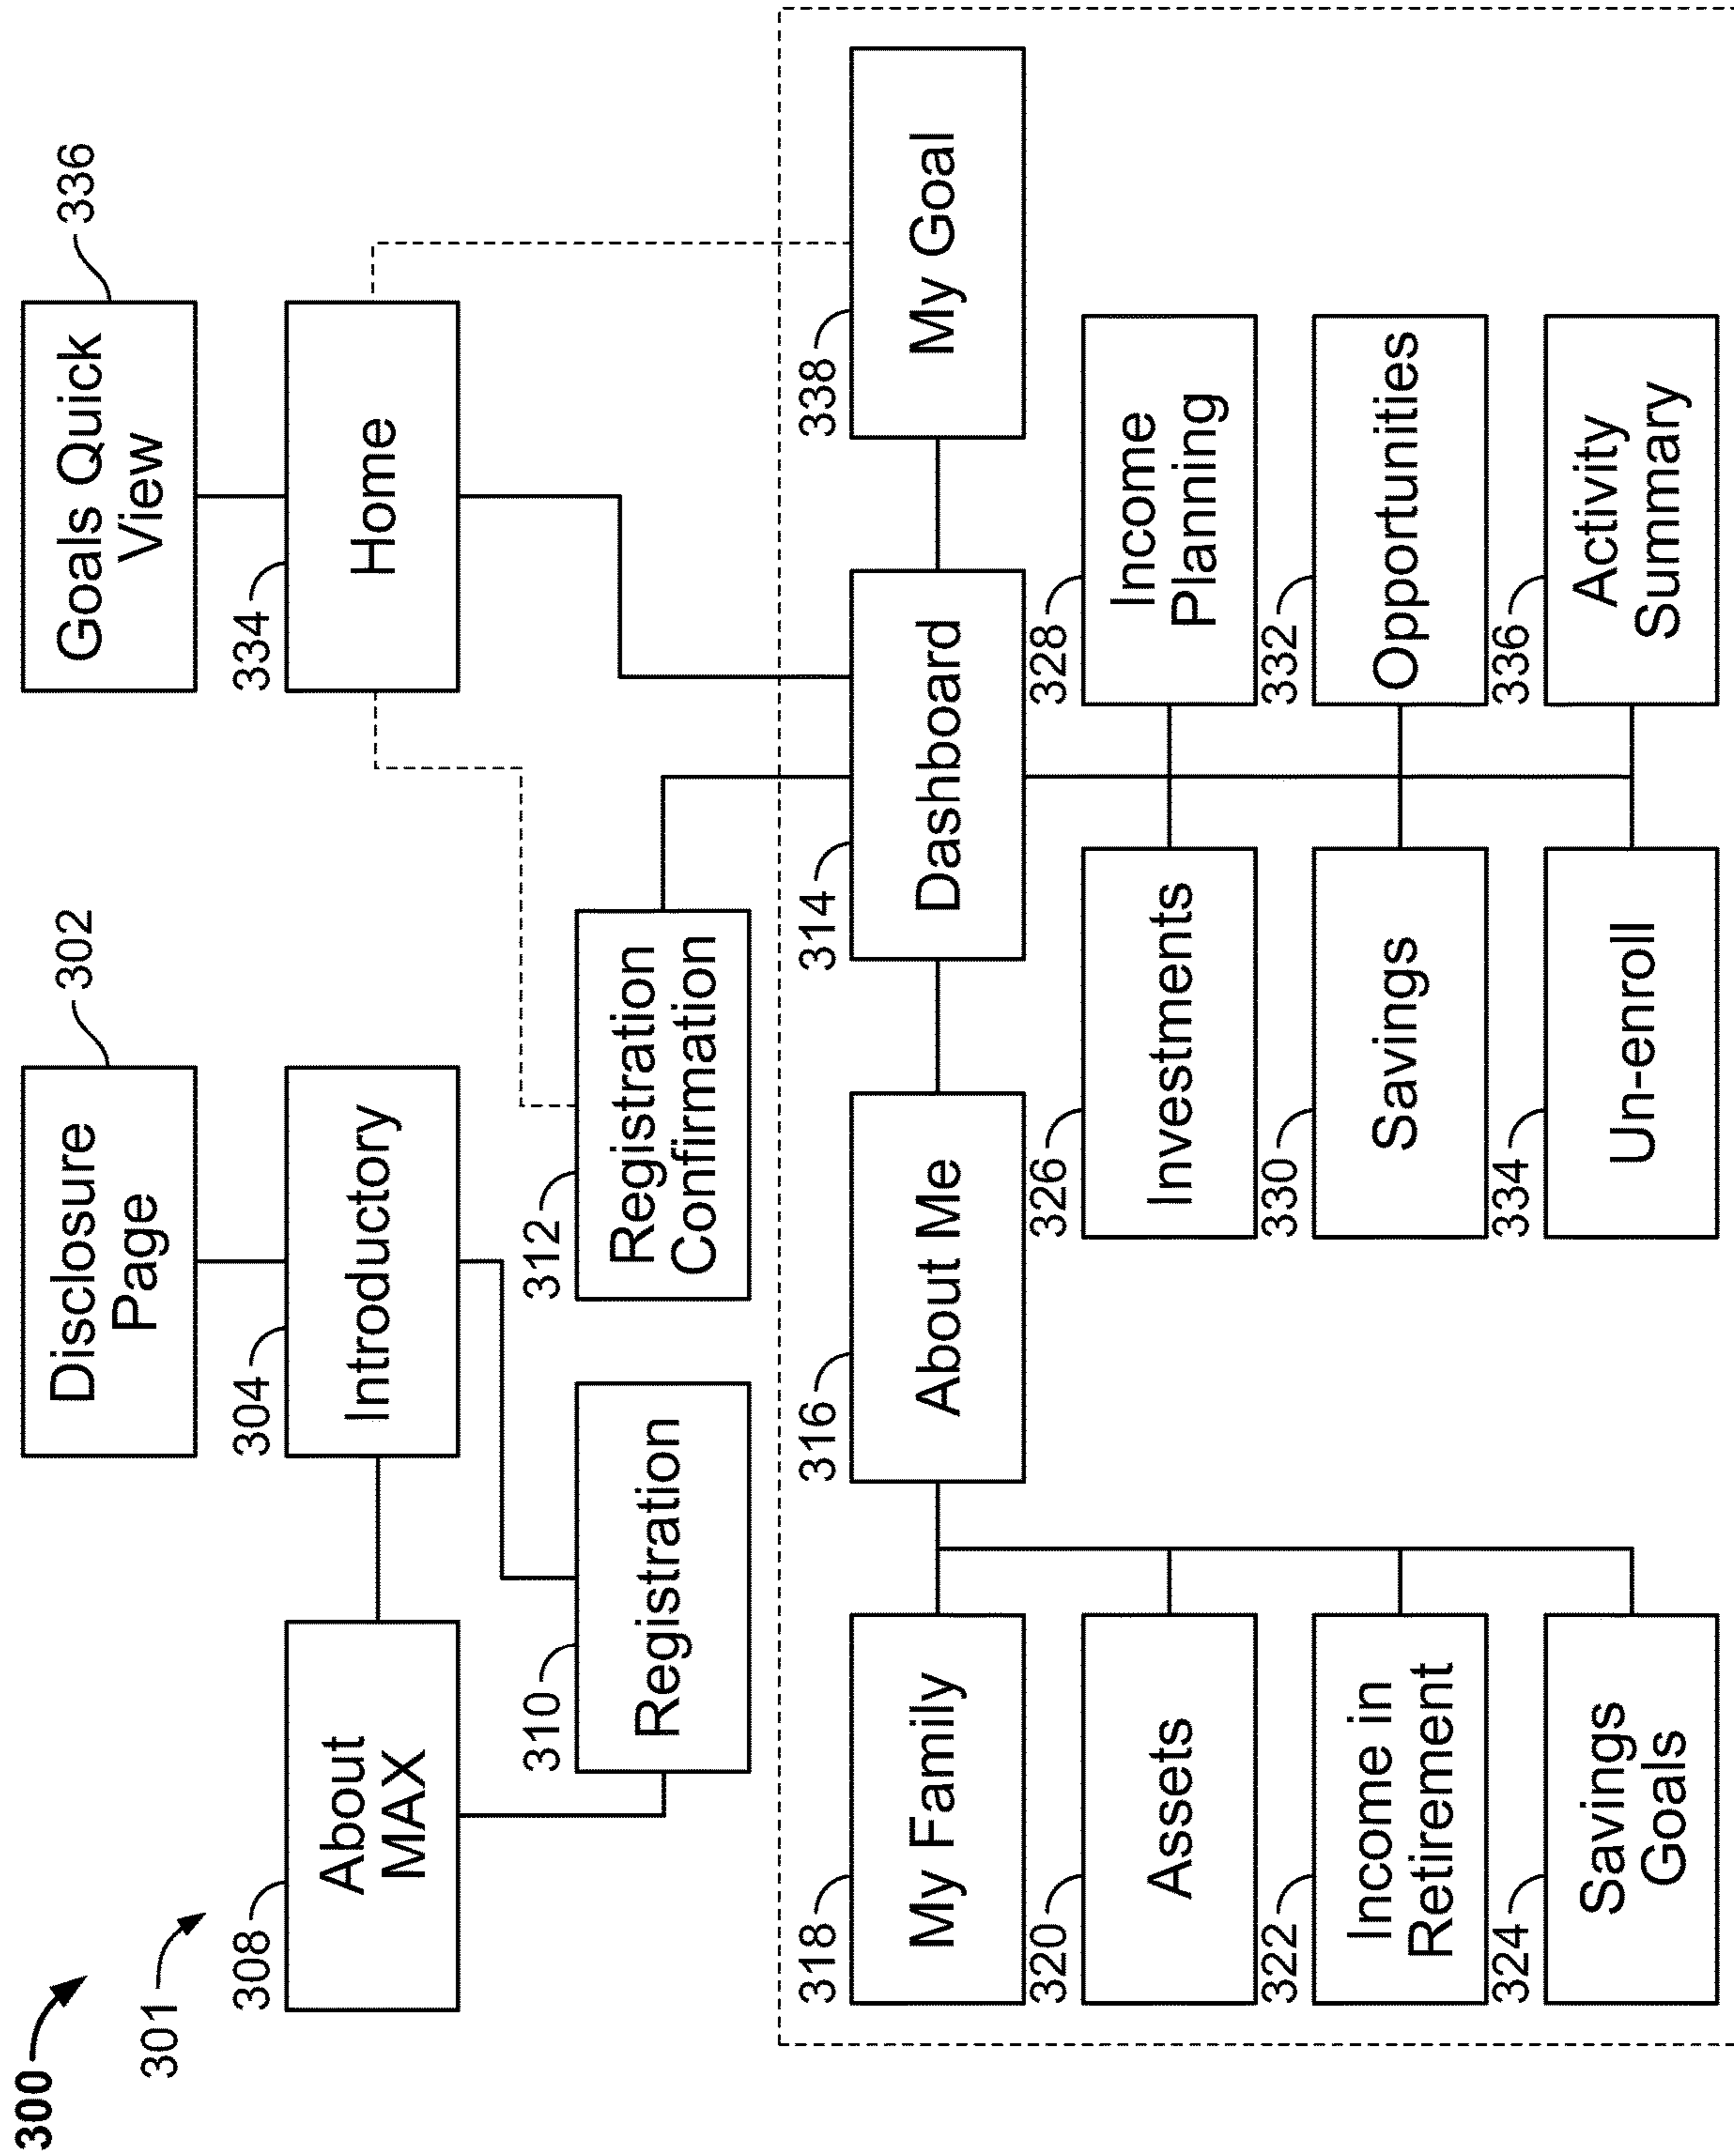 300
301
Disclosure
Page
302
Goals Quick
View
336
308
About
MAX
304
Introductory
334
Home
310
Registration
312
Registration
Confirmation
318
My Family
316
About Me
314
Dashboard
338
My Goal
320
Assets
326
Investments
328
Income
Planning
322
Income in
Retirement
330
Savings
332
Opportunities
324
Savings
Goals
334
Un-enroll
336
Activity
Summary